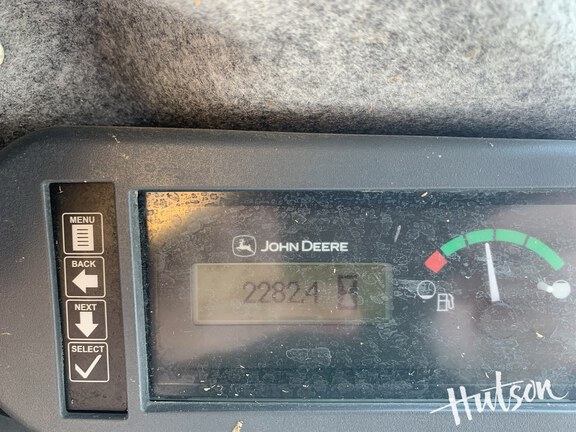 MENU
BACK
NEXT
SELECT
JOHN DEERE
2282.4
Hutson